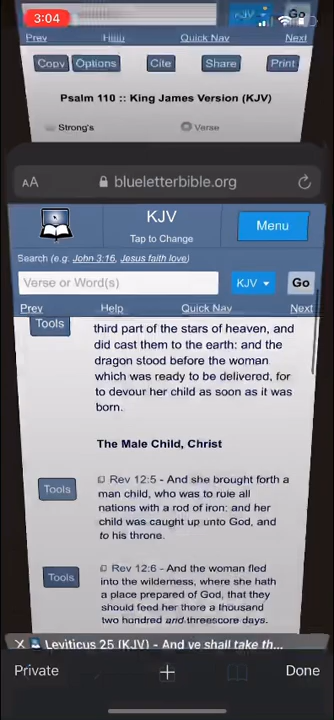 3:04
KJV
Go
Prev
Quick Nav
Next
Copy
Options
Cite
Share
Print
Psalm 110 :: King James Version (KJV)
Strong's
Verse
AA
blueletterbible.org
KJV
Tap to Change
Menu
Search (e.g. John 3:16, Jesus faith love)
Verse or Word(s)
KJV
Go
Prev
Help
Quick Nav
Next
Tools
third part of the stars of heaven, and
did cast them to the earth: and the
dragon stood before the woman
which was ready to be delivered, for
to devour her child as soon as it was
born.
The Male Child, Christ
Tools
Rev 12:5 - And she brought forth a
man child, who was to rule all
nations with a rod of iron: and her
child was caught up unto God, and
to his throne.
Tools
Rev 12:6 - And the woman fled
into the wilderness, where she hath
a place prepared of God, that they
should feed her there a thousand
two hundred and threescore days.
Leviticus 25 (KJV) - And ye shall take th...
Private
Done